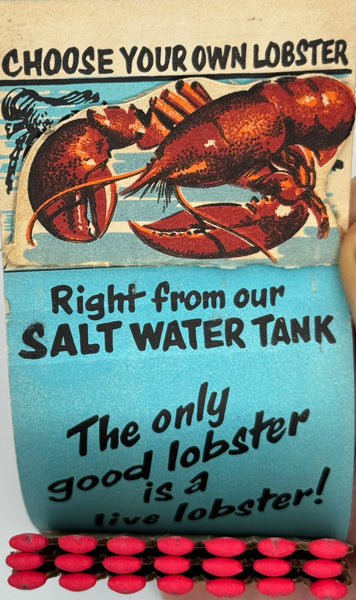 CHOOSE YOUR OWN LOBSTER
Right from our
SALT WATER TANK
The only
good lobster
is a
live lobster!